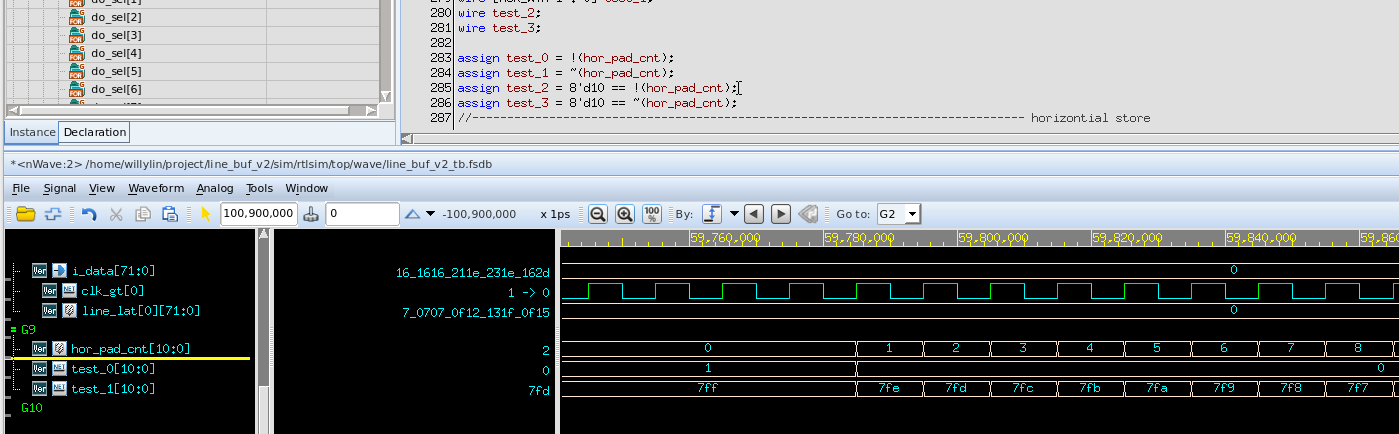 do_sel[1]
do_sel[2]
do_sel[3]
do_sel[4]
do_sel[5]
do_sel[6]
Instance Declaration
280 wire test_2;
281 wire test_3;
282
283 assign test_0 = !(hor_pad_cnt);
284 assign test_1 = ~(hor_pad_cnt);
285 assign test_2 = 8'd10 == !(hor_pad_cnt);
286 assign test_3 = 8'd10 == ~(hor_pad_cnt);
287 //------------------------------------------------------------------------------- horizontial store
*<nWave:2> /home/willylin/project/line_buf_v2/sim/rtlsim/top/wave/line_buf_v2_tb.fsdb
File Signal View Waveform Analog Tools Window
100,900,000 0 -100,900,000 x 1ps 100% By: Go to: G2
59,760,000 59,780,000 59,800,000 59,820,000 59,840,000 59,860
i_data[71:0] 16_1616_211e_231e_162d 0
clk_gt[0] 1 -> 0
line_lat[0][71:0] 7_0707_0f12_131f_0f15 0
G9
hor_pad_cnt[10:0] 2 0 1 2 3 4 5 6 7 8
test_0[10:0] 0 1 0
test_1[10:0] 7fd 7ff 7fe 7fd 7fc 7fb 7fa 7f9 7f8 7f7
G10